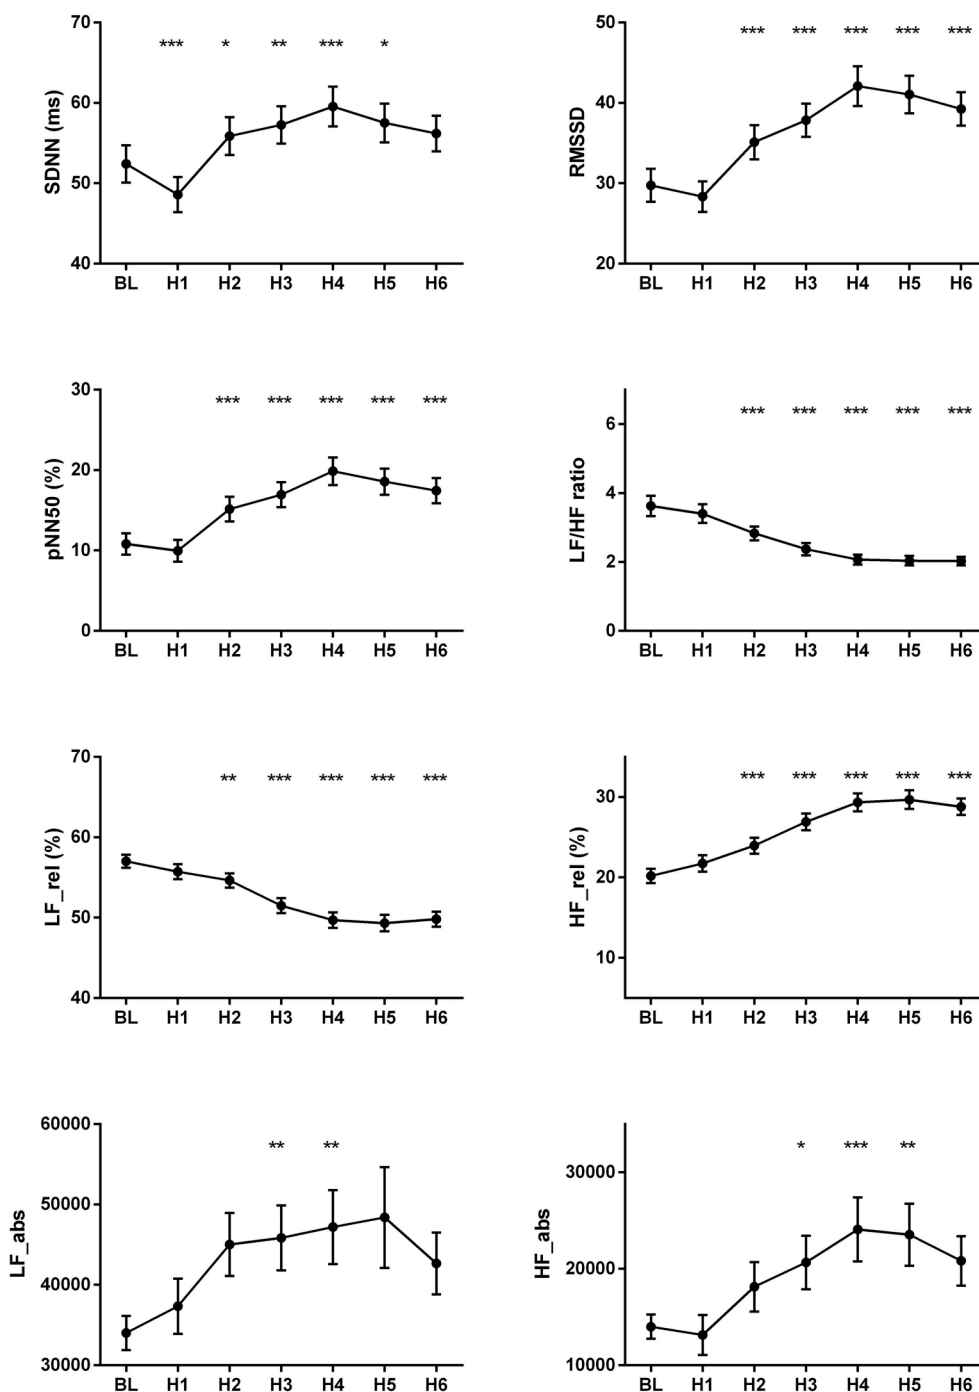 70
60
50
40
SDNN (ms)
*** * ** *** *
BL H1 H2 H3 H4 H5 H6
50
40
30
20
RMSSD
*** *** *** *** ***
BL H1 H2 H3 H4 H5 H6
30
20
10
0
pNN50 (%)
*** *** *** *** ***
BL H1 H2 H3 H4 H5 H6
6
4
2
0
LF/HF ratio
*** *** *** *** ***
BL H1 H2 H3 H4 H5 H6
70
60
50
40
LF_rel (%)
** *** *** *** ***
BL H1 H2 H3 H4 H5 H6
30
20
10
HF_rel (%)
*** *** *** *** ***
BL H1 H2 H3 H4 H5 H6
60000
50000
40000
30000
LF_abs
** **
BL H1 H2 H3 H4 H5 H6
30000
20000
10000
HF_abs
* *** **
BL H1 H2 H3 H4 H5 H6